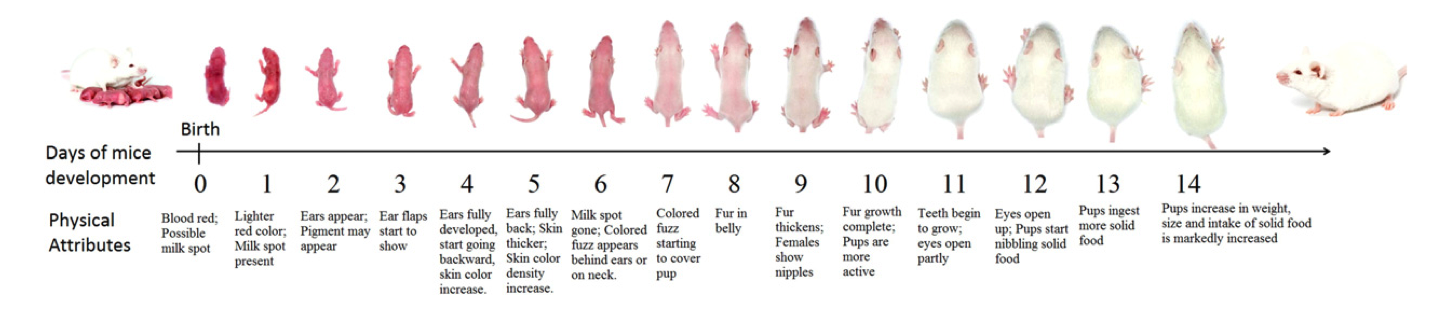 Birth
Days of mice
development
0 1 2 3 4 5 6 7 8 9 10 11 12 13 14
Physical
Attributes
Blood red;
Possible
milk spot
Lighter
red color;
Milk spot
present
Ears appear;
Pigment may
appear
Ear flaps
start to
show
Ears fully
developed,
start going
backward,
skin color
increase.
Ears fully
back; Skin
thicker;
Skin color
density
increase.
Milk spot
gone; Colored
fuzz appears
behind ears or
on neck.
Colored
fuzz
starting
to cover
pup
Fur in
belly
Fur
thickens;
Females
show
nipples
Fur growth
complete;
Pups are
more
active
Teeth begin
to grow;
eyes open
partly
Eyes open
up; Pups start
nibbling solid
food
Pups ingest
more solid
food
Pups increase in weight,
size and intake of solid food
is markedly increased